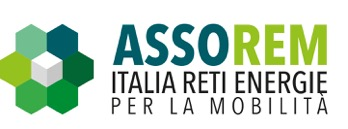 ASSOREM
ITALIA RETI ENERGIE
PER LA MOBILITÀ